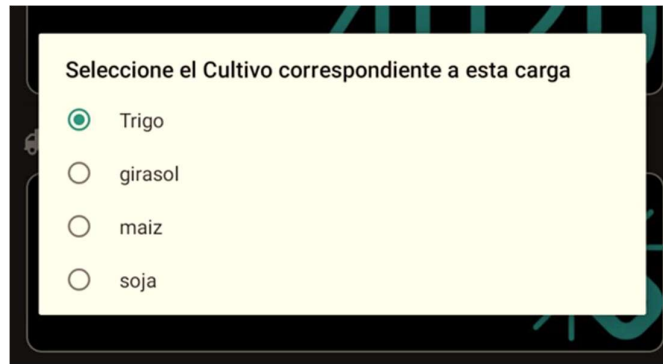 Seleccione el Cultivo correspondiente a esta carga
Trigo
girasol
maiz
soja